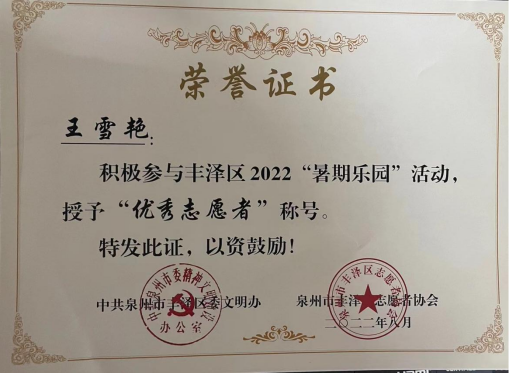 荣誉证书
王雪艳:
积极参与丰泽区2022“暑期乐园”活动，
授予“优秀志愿者”称号。
特发此证，以资鼓励！
中共泉州市丰泽区委文明办 泉州市丰泽区志愿者协会
二〇二二年八月
办公室